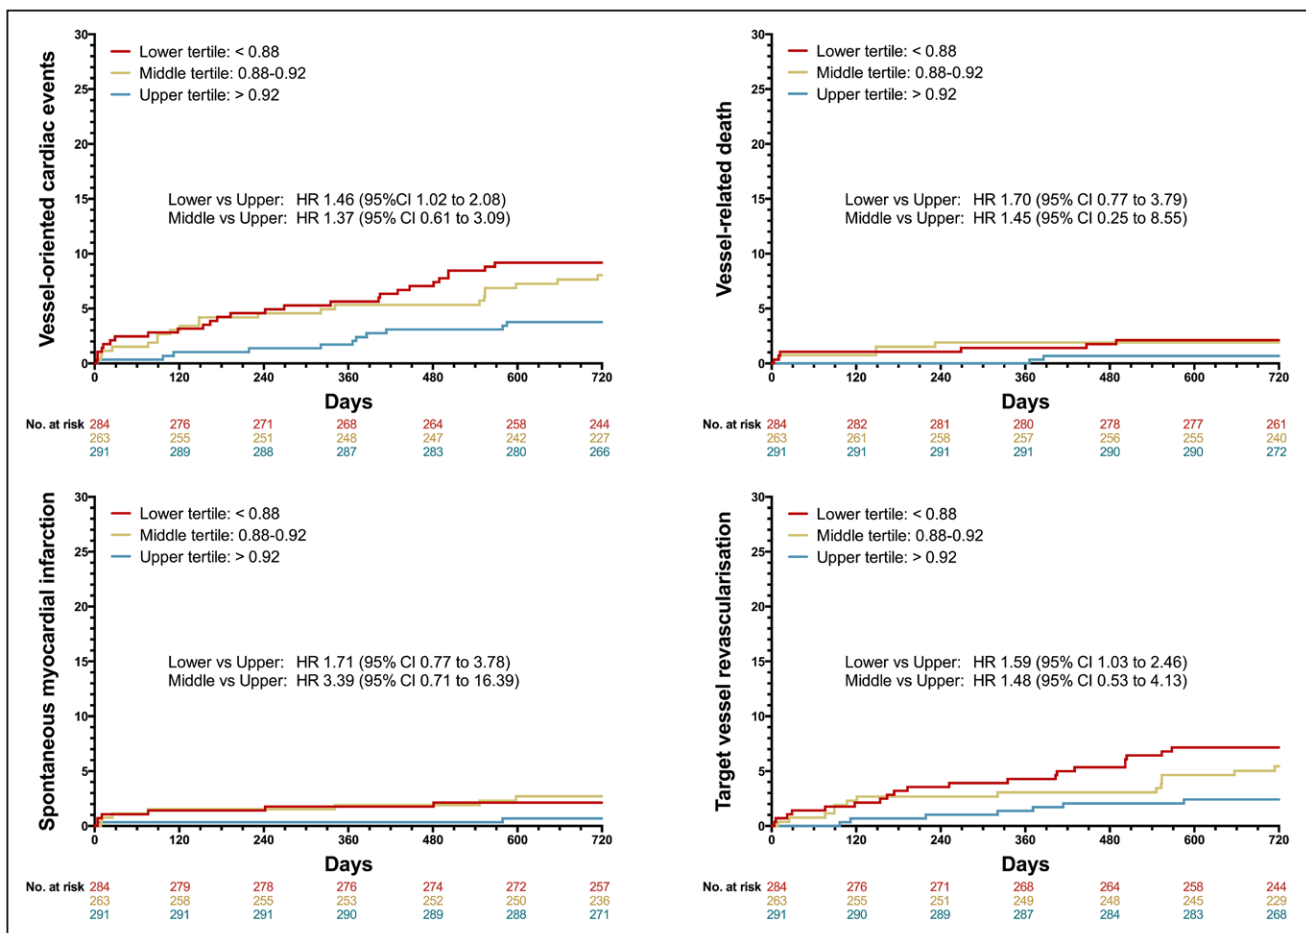 Vessel-oriented cardiac events
30
25
20
15
10
5
0
Lower tertile: < 0.88
Middle tertile: 0.88-0.92
Upper tertile: > 0.92
Lower vs Upper: HR 1.46 (95%CI 1.02 to 2.08)
Middle vs Upper: HR 1.37 (95% CI 0.61 to 3.09)
0 120 240 360 480 600 720
Days
No. at risk 284 276 271 268 264 258 244
263 255 251 248 247 242 227
291 289 288 287 283 280 266
Vessel-related death
30
25
20
15
10
5
0
Lower tertile: < 0.88
Middle tertile: 0.88-0.92
Upper tertile: > 0.92
Lower vs Upper: HR 1.70 (95% CI 0.77 to 3.79)
Middle vs Upper: HR 1.45 (95% CI 0.25 to 8.55)
0 120 240 360 480 600 720
Days
No. at risk 284 282 281 280 278 277 261
263 261 258 257 256 255 240
291 291 291 291 290 290 272
Spontaneous myocardial infarction
30
25
20
15
10
5
0
Lower tertile: < 0.88
Middle tertile: 0.88-0.92
Upper tertile: > 0.92
Lower vs Upper: HR 1.71 (95% CI 0.77 to 3.78)
Middle vs Upper: HR 3.39 (95% CI 0.71 to 16.39)
0 120 240 360 480 600 720
Days
No. at risk 284 279 278 276 274 272 257
263 258 255 253 252 250 236
291 291 291 290 289 288 271
Target vessel revascularisation
30
25
20
15
10
5
0
Lower tertile: < 0.88
Middle tertile: 0.88-0.92
Upper tertile: > 0.92
Lower vs Upper: HR 1.59 (95% CI 1.03 to 2.46)
Middle vs Upper: HR 1.48 (95% CI 0.53 to 4.13)
0 120 240 360 480 600 720
Days
No. at risk 284 276 271 268 264 258 244
263 255 251 249 248 245 229
291 290 289 287 284 283 268